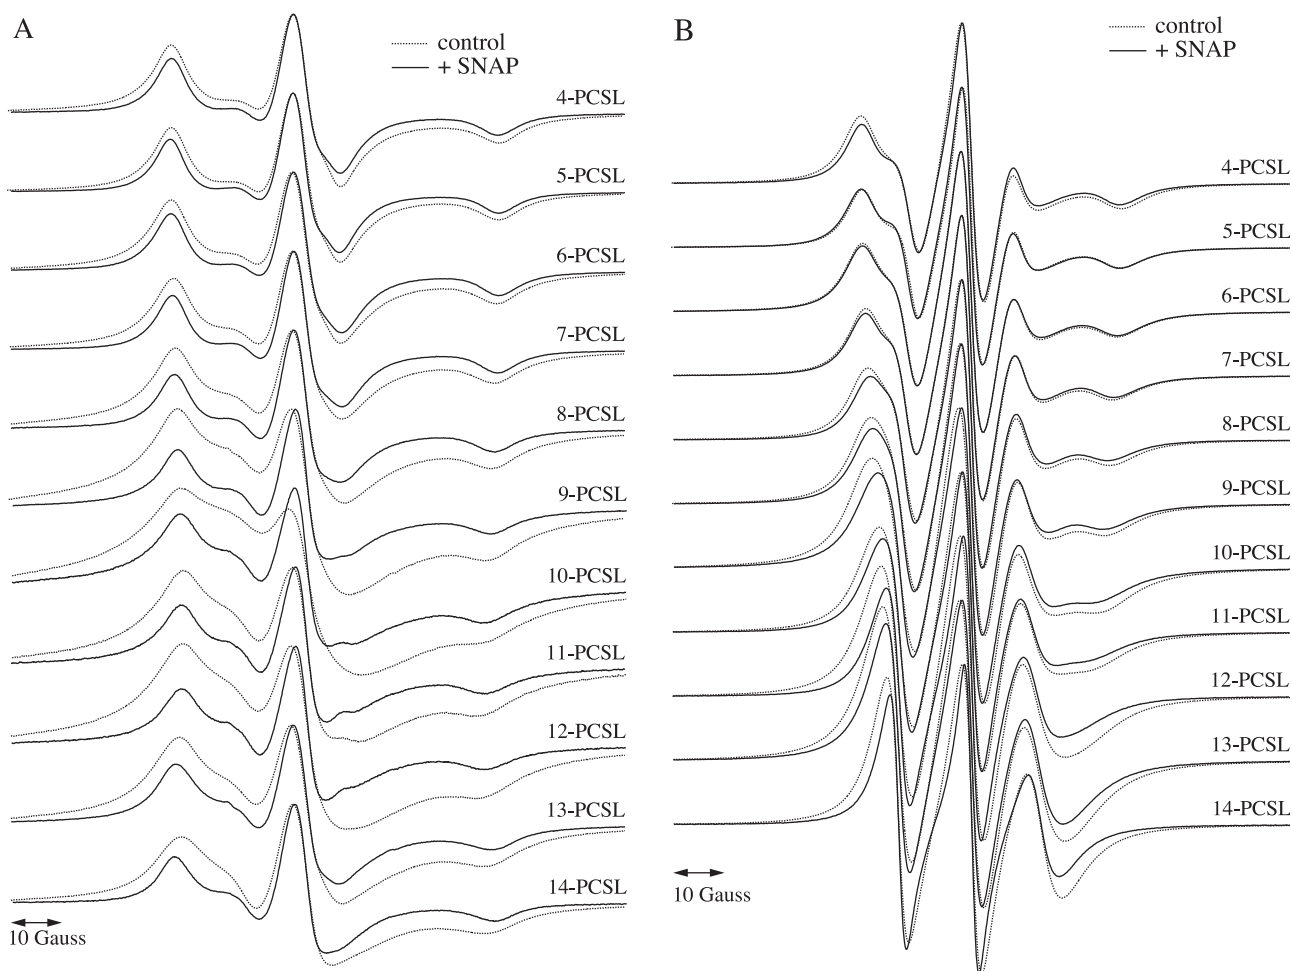 A
control
+ SNAP
4-PCSL
5-PCSL
6-PCSL
7-PCSL
8-PCSL
9-PCSL
10-PCSL
11-PCSL
12-PCSL
13-PCSL
14-PCSL
10 Gauss
B
control
+ SNAP
4-PCSL
5-PCSL
6-PCSL
7-PCSL
8-PCSL
9-PCSL
10-PCSL
11-PCSL
12-PCSL
13-PCSL
14-PCSL
10 Gauss